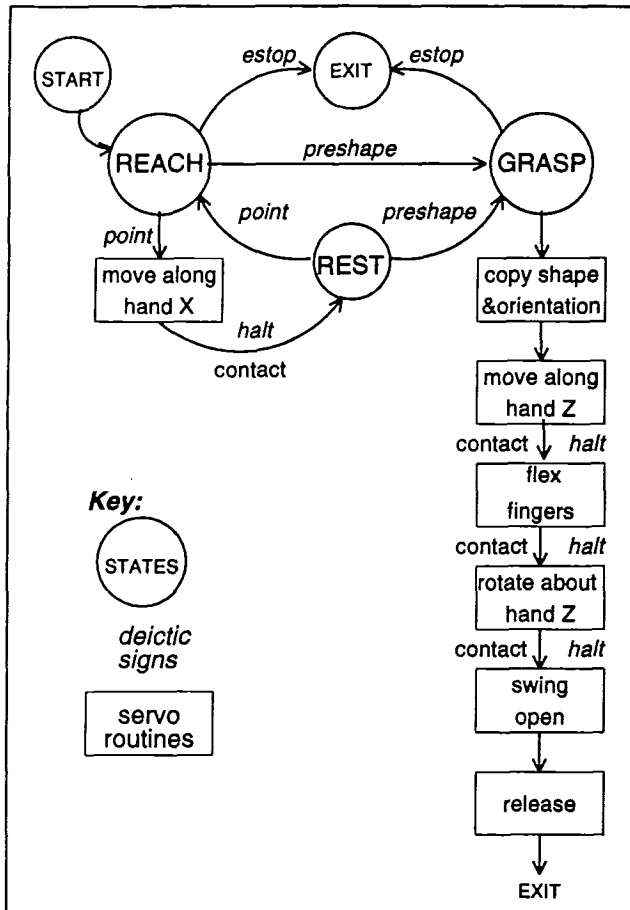 estop
estop
START
EXIT
REACH
preshape
GRASP
point
point
preshape
REST
move along
hand X
copy shape
&orientation
halt
contact
move along
hand Z
contact
halt
Key:
flex
fingers
STATES
contact
halt
rotate about
hand Z
deictic
signs
contact
halt
servo
routines
swing
open
release
EXIT